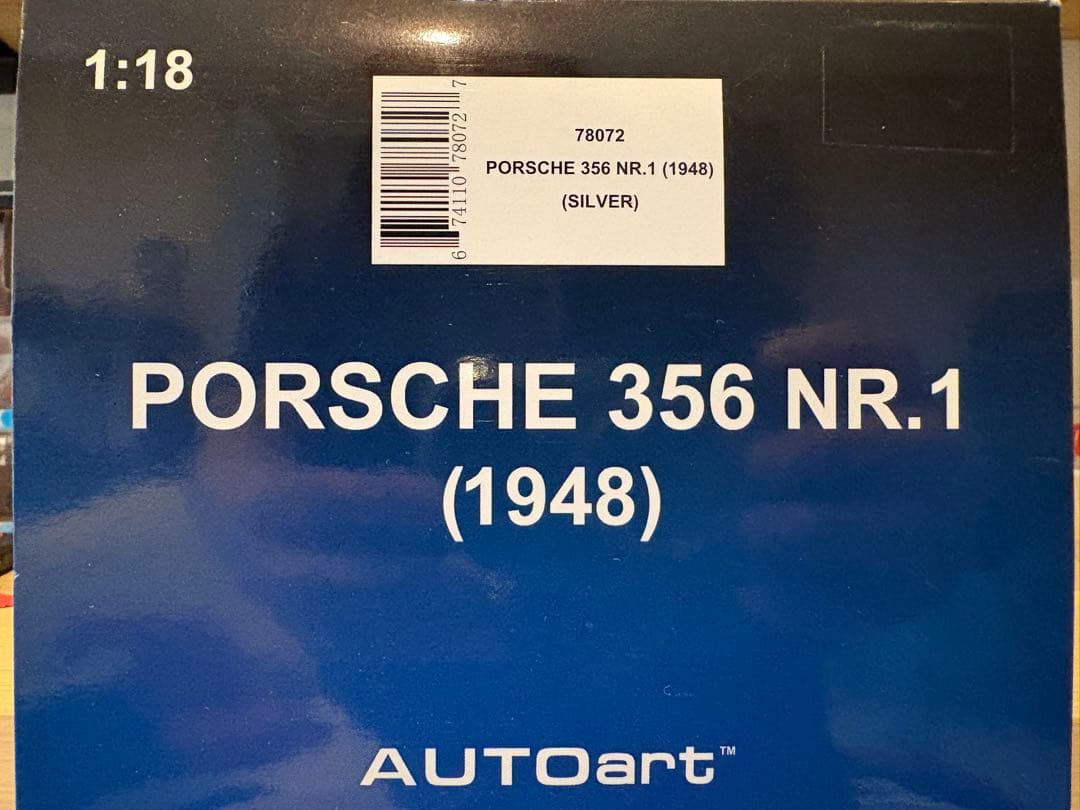 1:18
6 74110 78072 7
78072
PORSCHE 356 NR.1 (1948)
(SILVER)
PORSCHE 356 NR.1
(1948)
AUTOart™